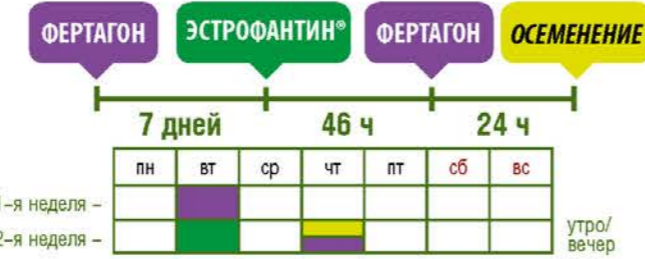 ФЕРТАГОН ЭСТРОФАНТИН® ФЕРТАГОН ОСЕМЕНЕНИЕ
7 дней 46 ч 24 ч
пн вт ср чт пт сб вс
1-я неделя –
2-я неделя –
утро/
вечер